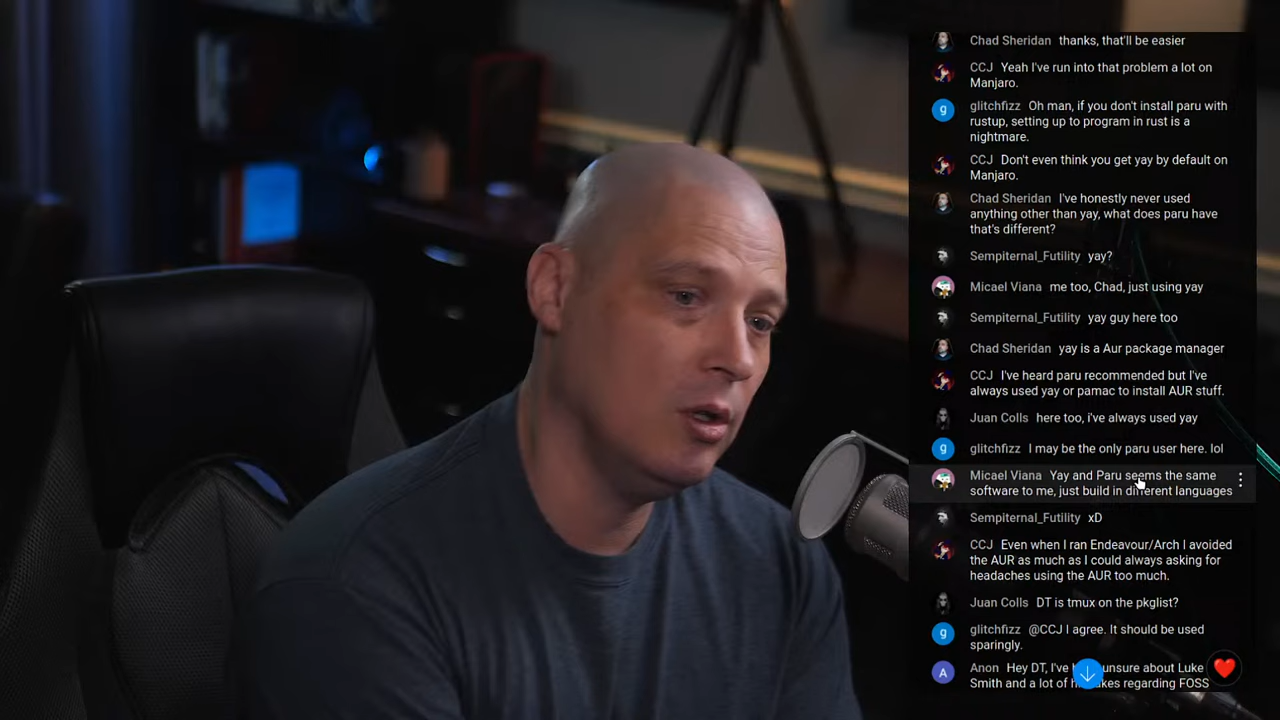 Chad Sheridan thanks, that'll be easier
CCJ Yeah I've run into that problem a lot on
Manjaro.
g glitchfizz Oh man, if you don't install paru with
rustup, setting up to program in rust is a
nightmare.
CCJ Don't even think you get yay by default on
Manjaro.
Chad Sheridan I've honestly never used
anything other than yay, what does paru have
that's different?
Sempiternal_Futility yay?
Micael Viana me too, Chad, just using yay
Sempiternal_Futility yay guy here too
Chad Sheridan yay is a Aur package manager
CCJ I've heard paru recommended but I've
always used yay or pamac to install AUR stuff.
Juan Colls here too, i've always used yay
g glitchfizz I may be the only paru user here. lol
Micael Viana Yay and Paru seems the same
software to me, just build in different languages
Sempiternal_Futility xD
CCJ Even when I ran Endeavour/Arch I avoided
the AUR as much as I could always asking for
headaches using the AUR too much.
Juan Colls DT is tmux on the pkglist?
g glitchfizz @CCJ I agree. It should be used
sparingly.
A Anon Hey DT, I've unsure about Luke
Smith and a lot of regarding FOSS